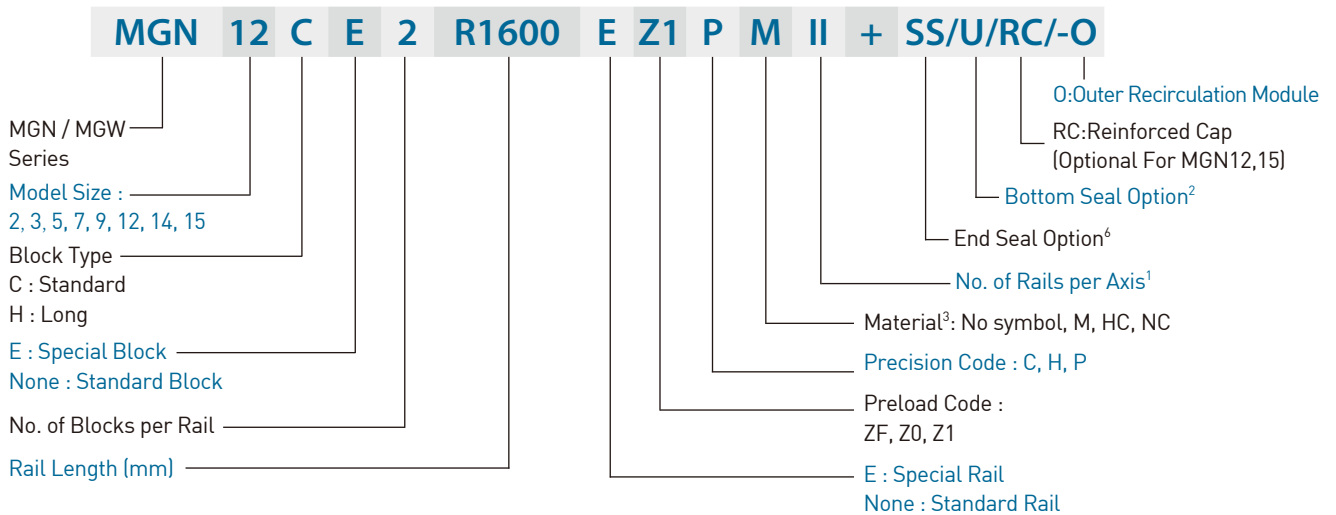 MGN 12 C E 2 R1600 E Z1 P M II + SS/U/RC/-O
MGN / MGW
Series
Model Size :
2, 3, 5, 7, 9, 12, 14, 15
Block Type
C : Standard
H : Long
E : Special Block
None : Standard Block
No. of Blocks per Rail
Rail Length (mm)
O:Outer Recirculation Module
RC:Reinforced Cap
(Optional For MGN12,15)
Bottom Seal Option²
End Seal Option⁶
No. of Rails per Axis¹
Material³: No symbol, M, HC, NC
Precision Code : C, H, P
Preload Code :
ZF, Z0, Z1
E : Special Rail
None : Standard Rail